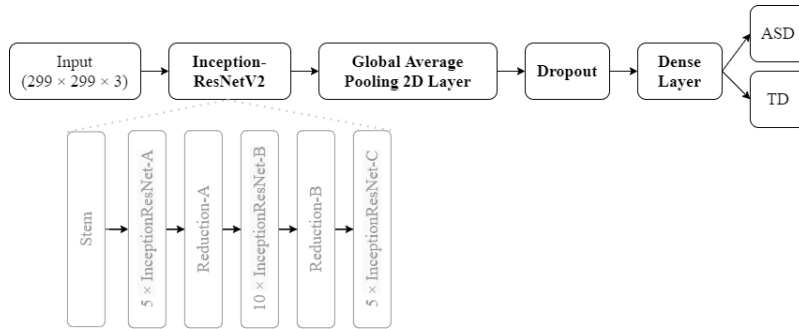 Input
(299 × 299 × 3)
Inception-
ResNetV2
Global Average
Pooling 2D Layer
Dropout
Dense
Layer
ASD
TD
Stem
5 × InceptionResNet-A
Reduction-A
10 × InceptionResNet-B
Reduction-B
5 × InceptionResNet-C